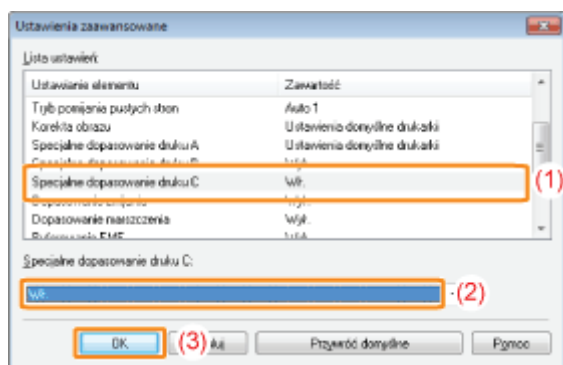 Ustawienia zaawansowane
Lista ustawień:
Ustawianie elementu Zawartość
Tryb pomijania pustych stron Auto 1
Korekta obrazu Ustawienia domyślne drukarki
Specjalne dopasowanie druku A Ustawienia domyślne drukarki
Specjalne dopasowanie druku C Wł. (1)
Dopasowanie marszczenia Wył.
Specjalne dopasowanie druku C:
Wł. (2)
OK (3) Przywróć domyślne Pomoc